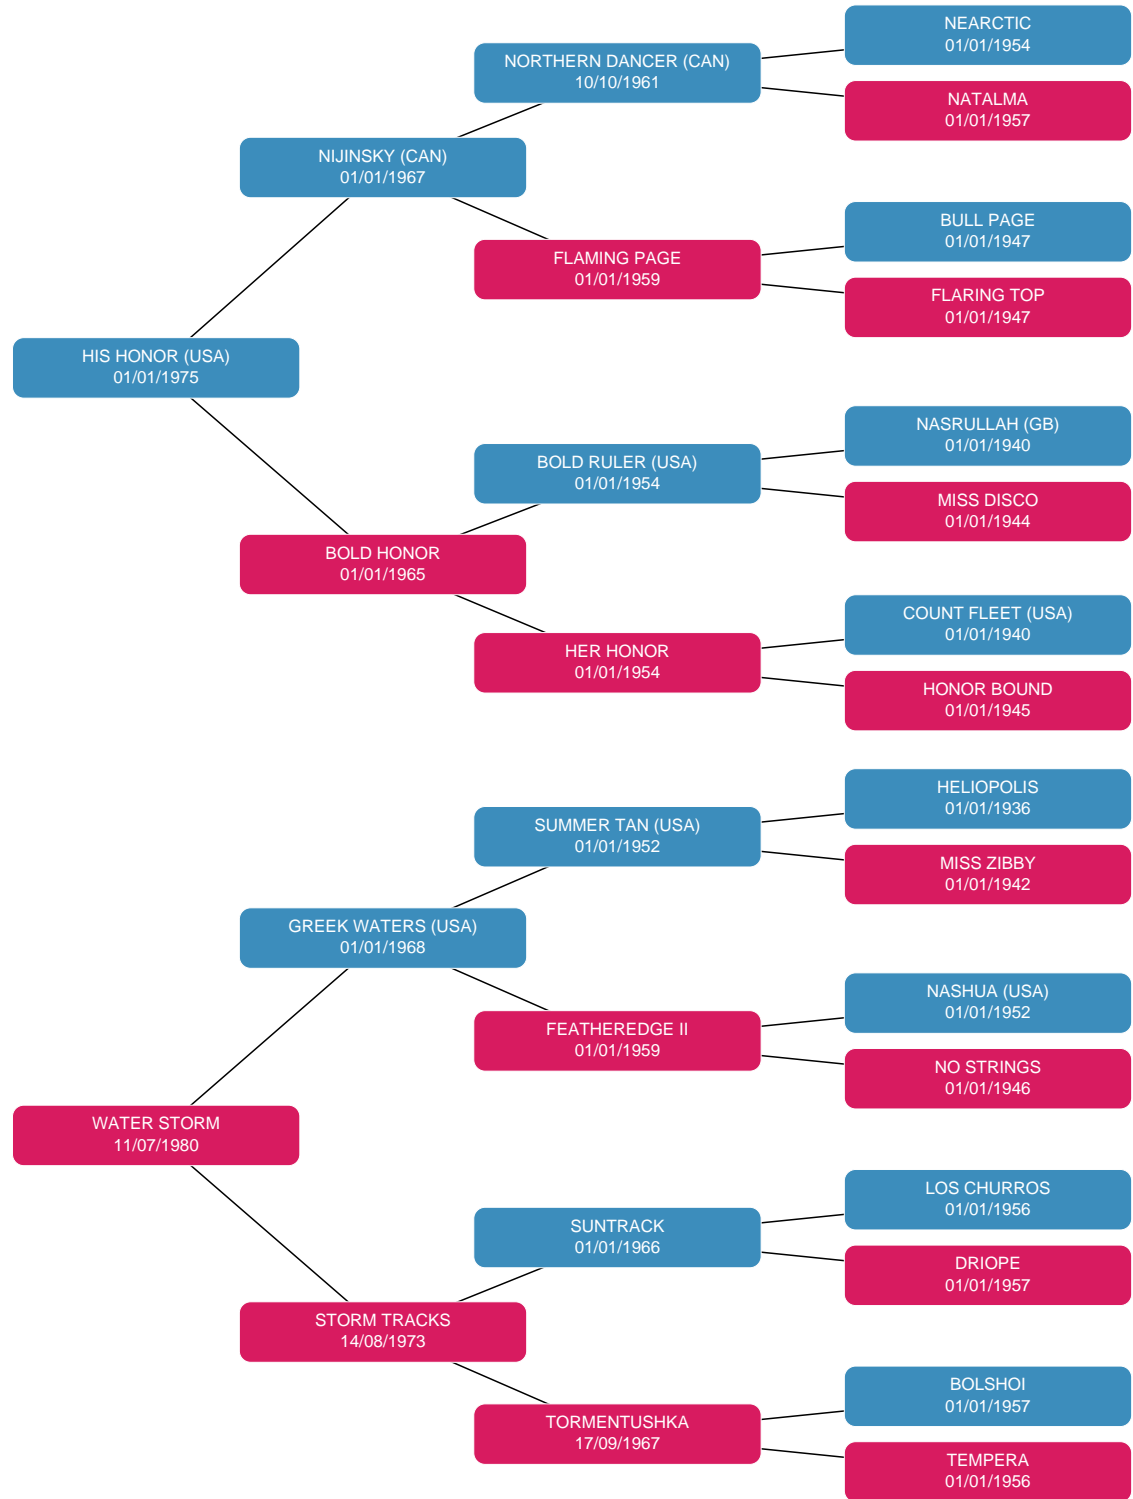 NEARCTIC
01/01/1954
NORTHERN DANCER (CAN)
10/10/1961
NATALMA
01/01/1957
NIJINSKY (CAN)
01/01/1967
BULL PAGE
01/01/1947
FLAMING PAGE
01/01/1959
FLARING TOP
01/01/1947
HIS HONOR (USA)
01/01/1975
NASRULLAH (GB)
01/01/1940
BOLD RULER (USA)
01/01/1954
MISS DISCO
01/01/1944
BOLD HONOR
01/01/1965
COUNT FLEET (USA)
01/01/1940
HER HONOR
01/01/1954
HONOR BOUND
01/01/1945
HELIOPOLIS
01/01/1936
SUMMER TAN (USA)
01/01/1952
MISS ZIBBY
01/01/1942
GREEK WATERS (USA)
01/01/1968
NASHUA (USA)
01/01/1952
FEATHEREDGE II
01/01/1959
NO STRINGS
01/01/1946
WATER STORM
11/07/1980
LOS CHURROS
01/01/1956
SUNTRACK
01/01/1966
DRIOPE
01/01/1957
STORM TRACKS
14/08/1973
BOLSHOI
01/01/1957
TORMENTUSHKA
17/09/1967
TEMPERA
01/01/1956